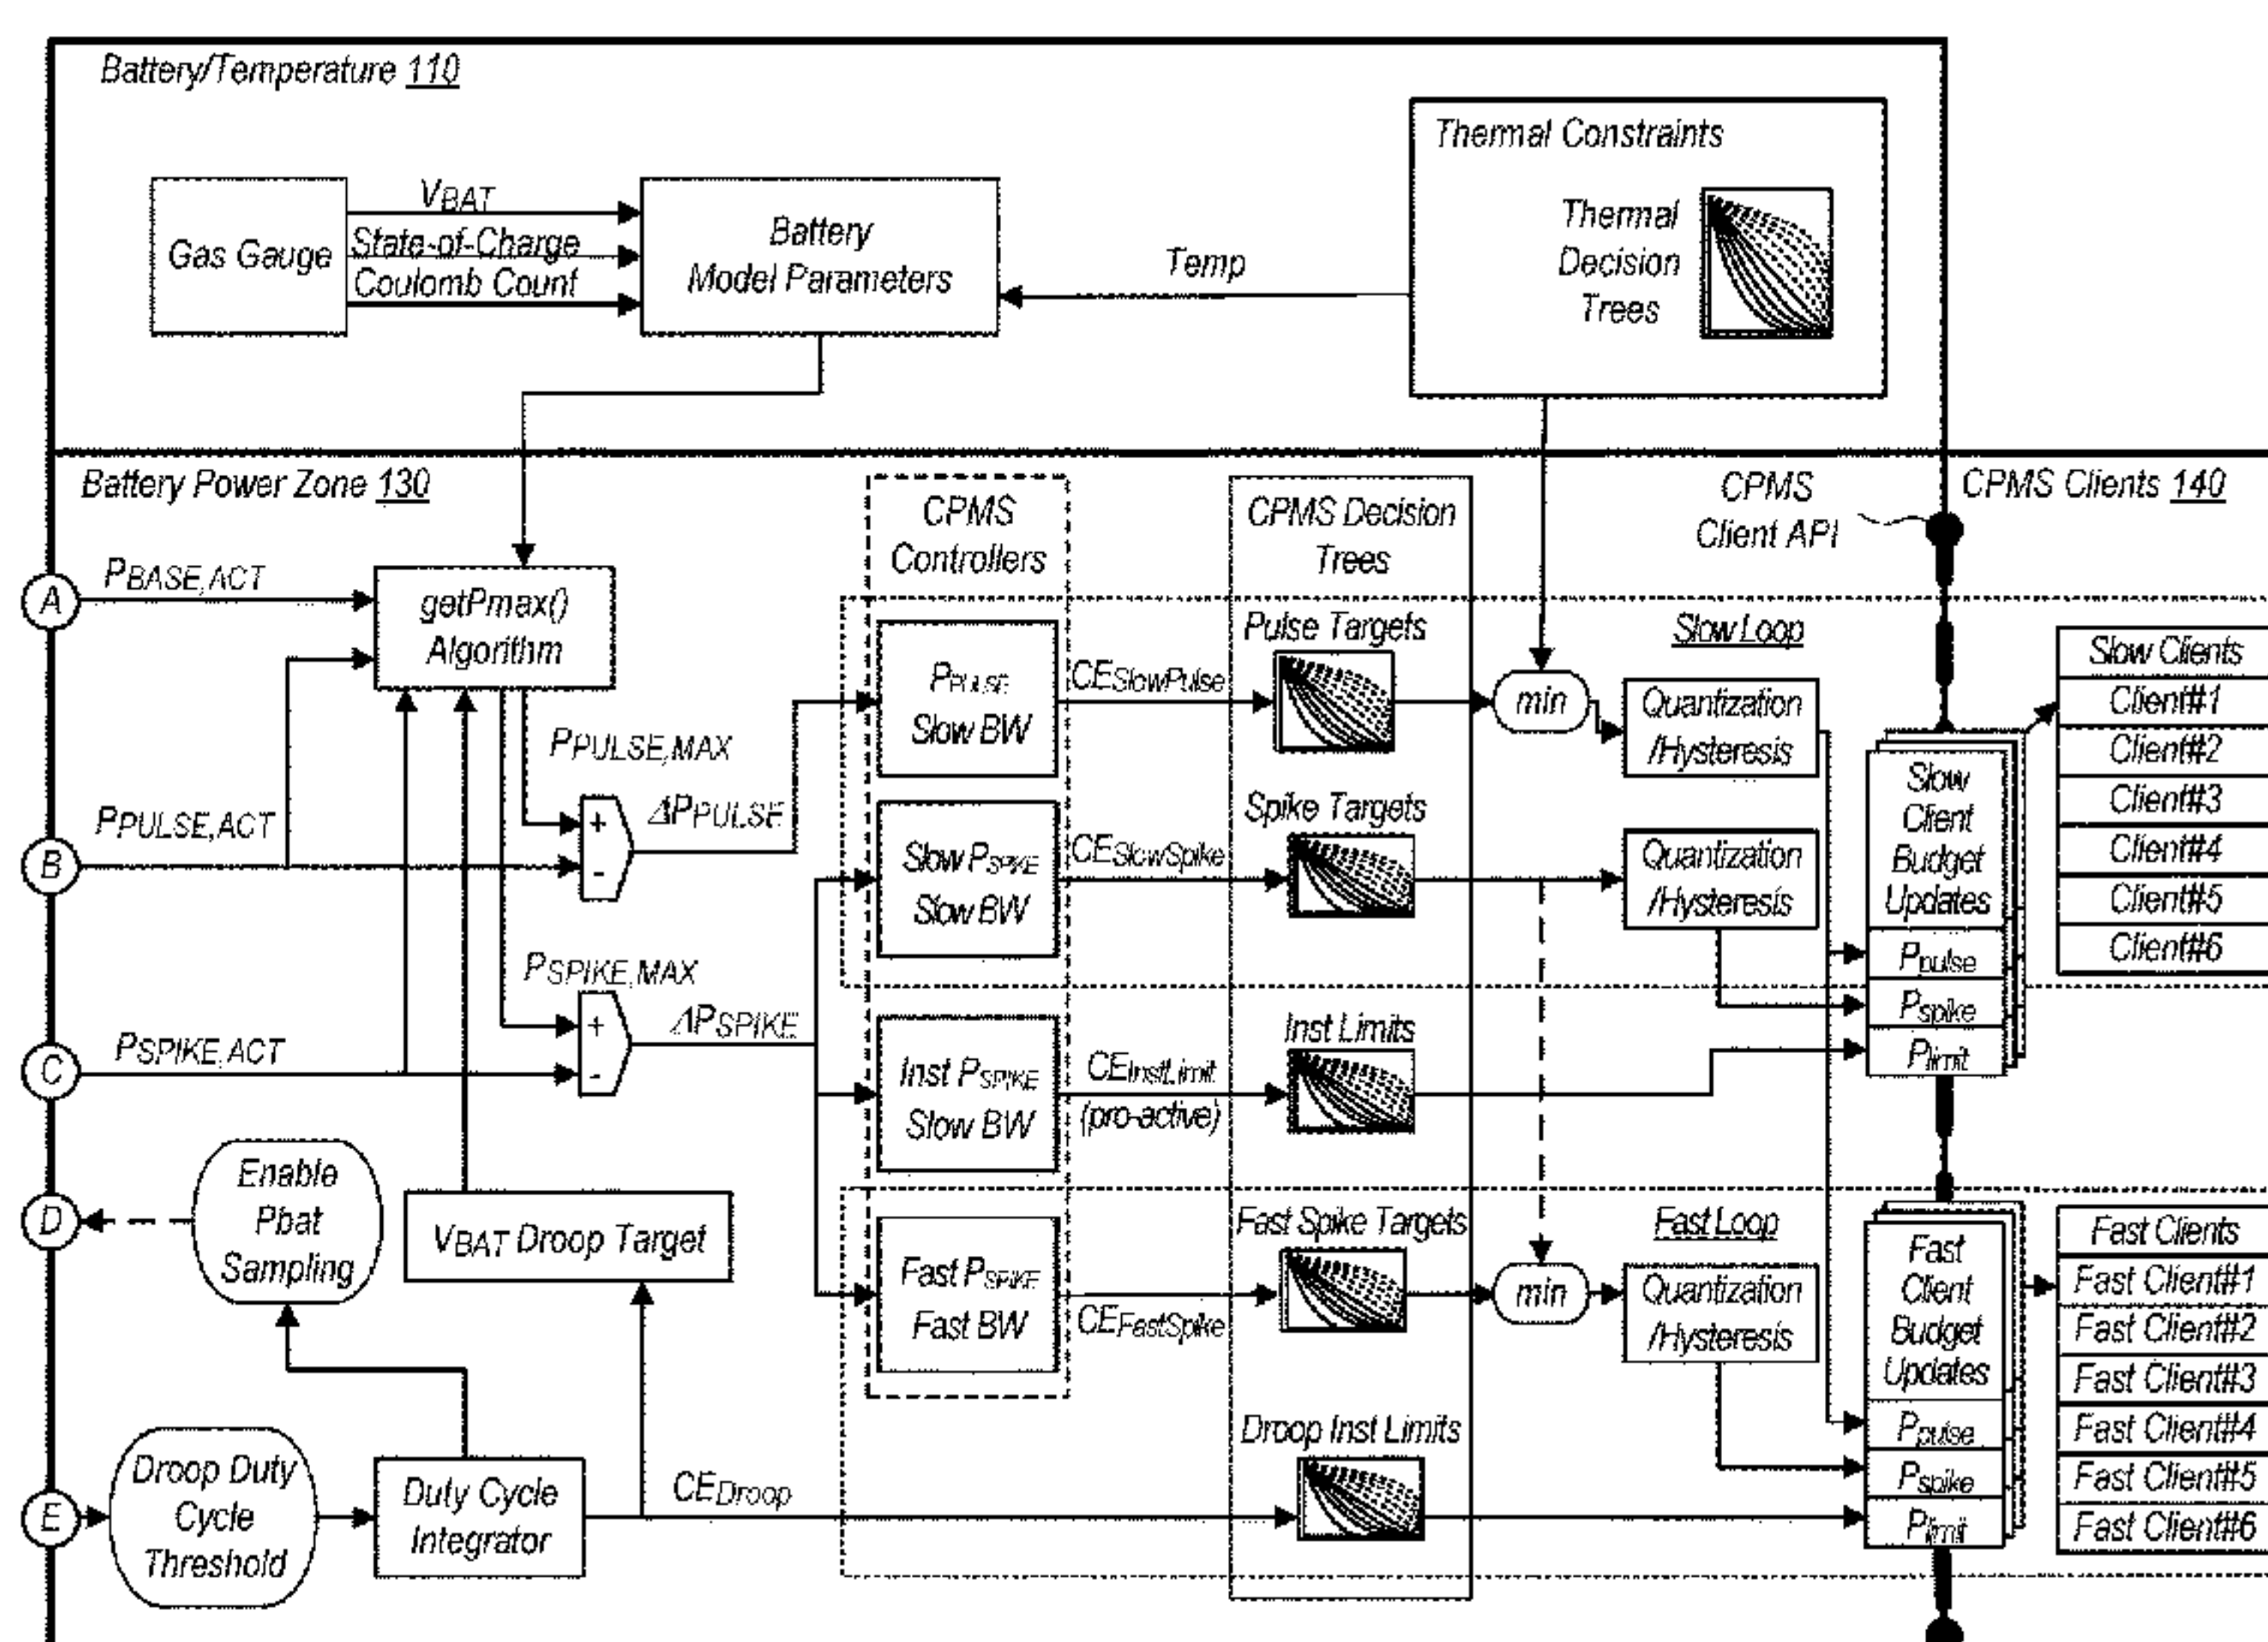 Battery/Temperature 110
Thermal Constraints
Thermal
Decision
Trees
Gas Gauge
VBAT
State-of-Charge
Coulomb Count
Battery
Model Parameters
Temp
Battery Power Zone 130
CPMS
Controllers
CPMS Decision
Trees
CPMS
Client API
CPMS Clients 140
A
PBASE,ACT
getPmax()
Algorithm
PPULSE,MAX
B
PPULSE,ACT
+
-
ΔPPULSE
PSPIKE,MAX
C
PSPIKE,ACT
+
-
ΔPSPIKE
PPULSE
Slow BW
CESlowPulse
Pulse Targets
min
Slow Loop
Quantization
/Hysteresis
Slow PSPIKE
Slow BW
CESlowSpike
Spike Targets
Quantization
/Hysteresis
Inst PSPIKE
Slow BW
CEInstLimit
(pro-active)
Inst Limits
Slow
Client
Budget
Updates
Ppulse
Pspike
Plimit
Slow Clients
Client#1
Client#2
Client#3
Client#4
Client#5
Client#6
D
Enable
Pbat
Sampling
VBAT Droop Target
Fast PSPIKE
Fast BW
CEFastSpike
Fast Spike Targets
min
Fast Loop
Quantization
/Hysteresis
Fast
Client
Budget
Updates
Ppulse
Pspike
Plimit
Fast Clients
Fast Client#1
Fast Client#2
Fast Client#3
Fast Client#4
Fast Client#5
Fast Client#6
E
Droop Duty
Cycle
Threshold
Duty Cycle
Integrator
CEDroop
Droop Inst Limits